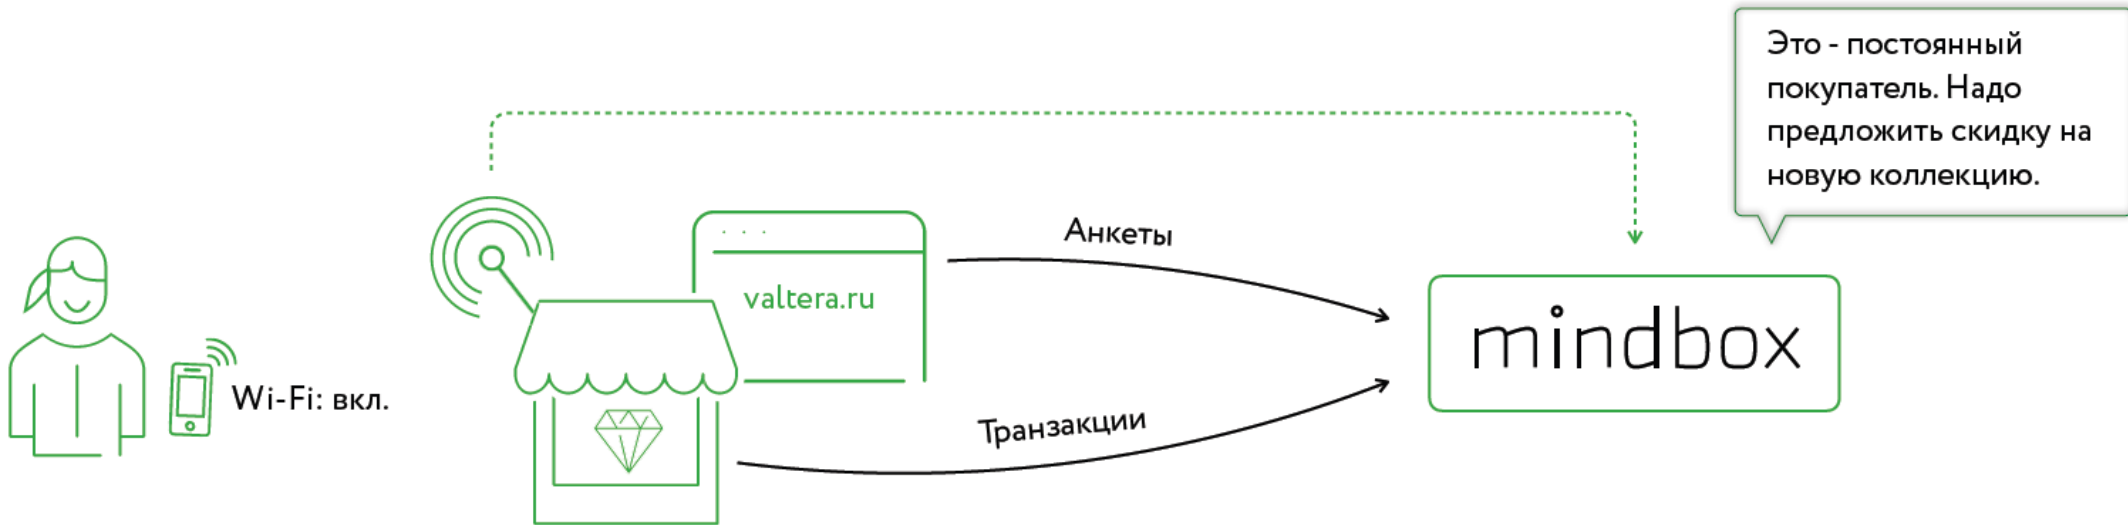 Это - постоянный
покупатель. Надо
предложить скидку на
новую коллекцию.
Анкеты
valtera.ru
mindbox
Wi-Fi: вкл.
Транзакции